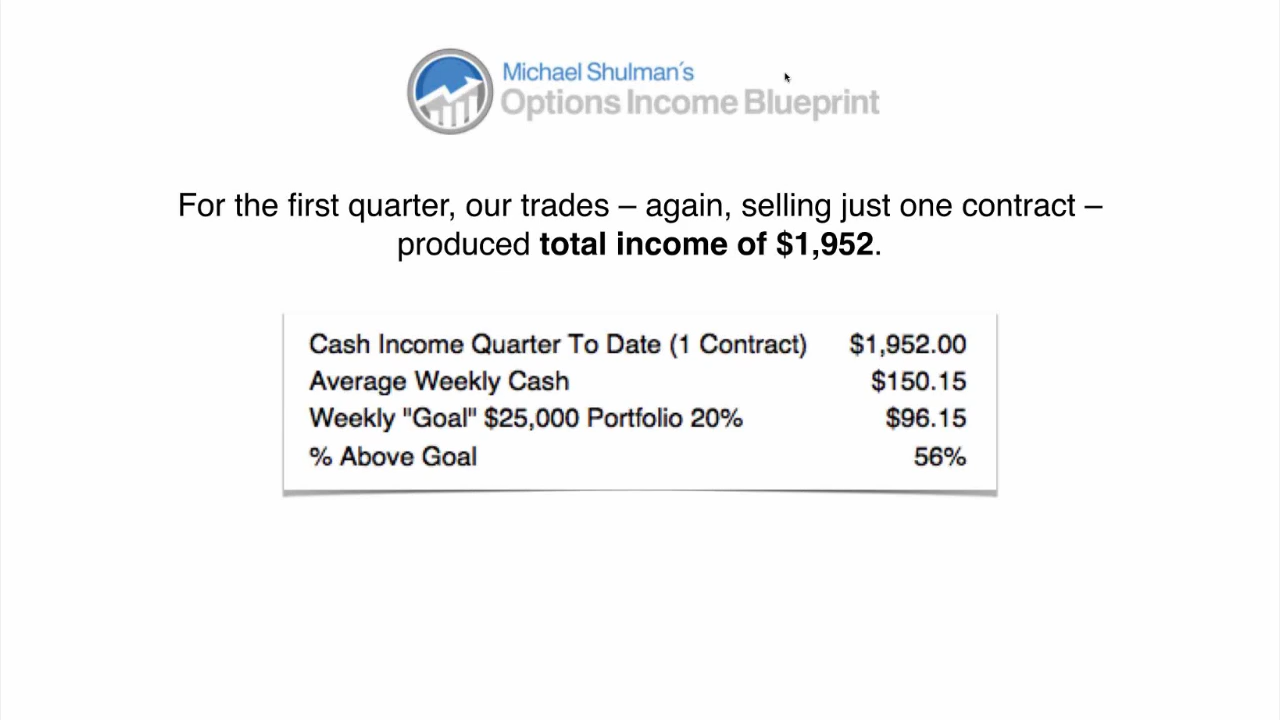 Michael Shulman's
Options Income Blueprint
For the first quarter, our trades – again, selling just one contract –
produced total income of $1,952.
Cash Income Quarter To Date (1 Contract) $1,952.00
Average Weekly Cash $150.15
Weekly "Goal" $25,000 Portfolio 20% $96.15
% Above Goal 56%